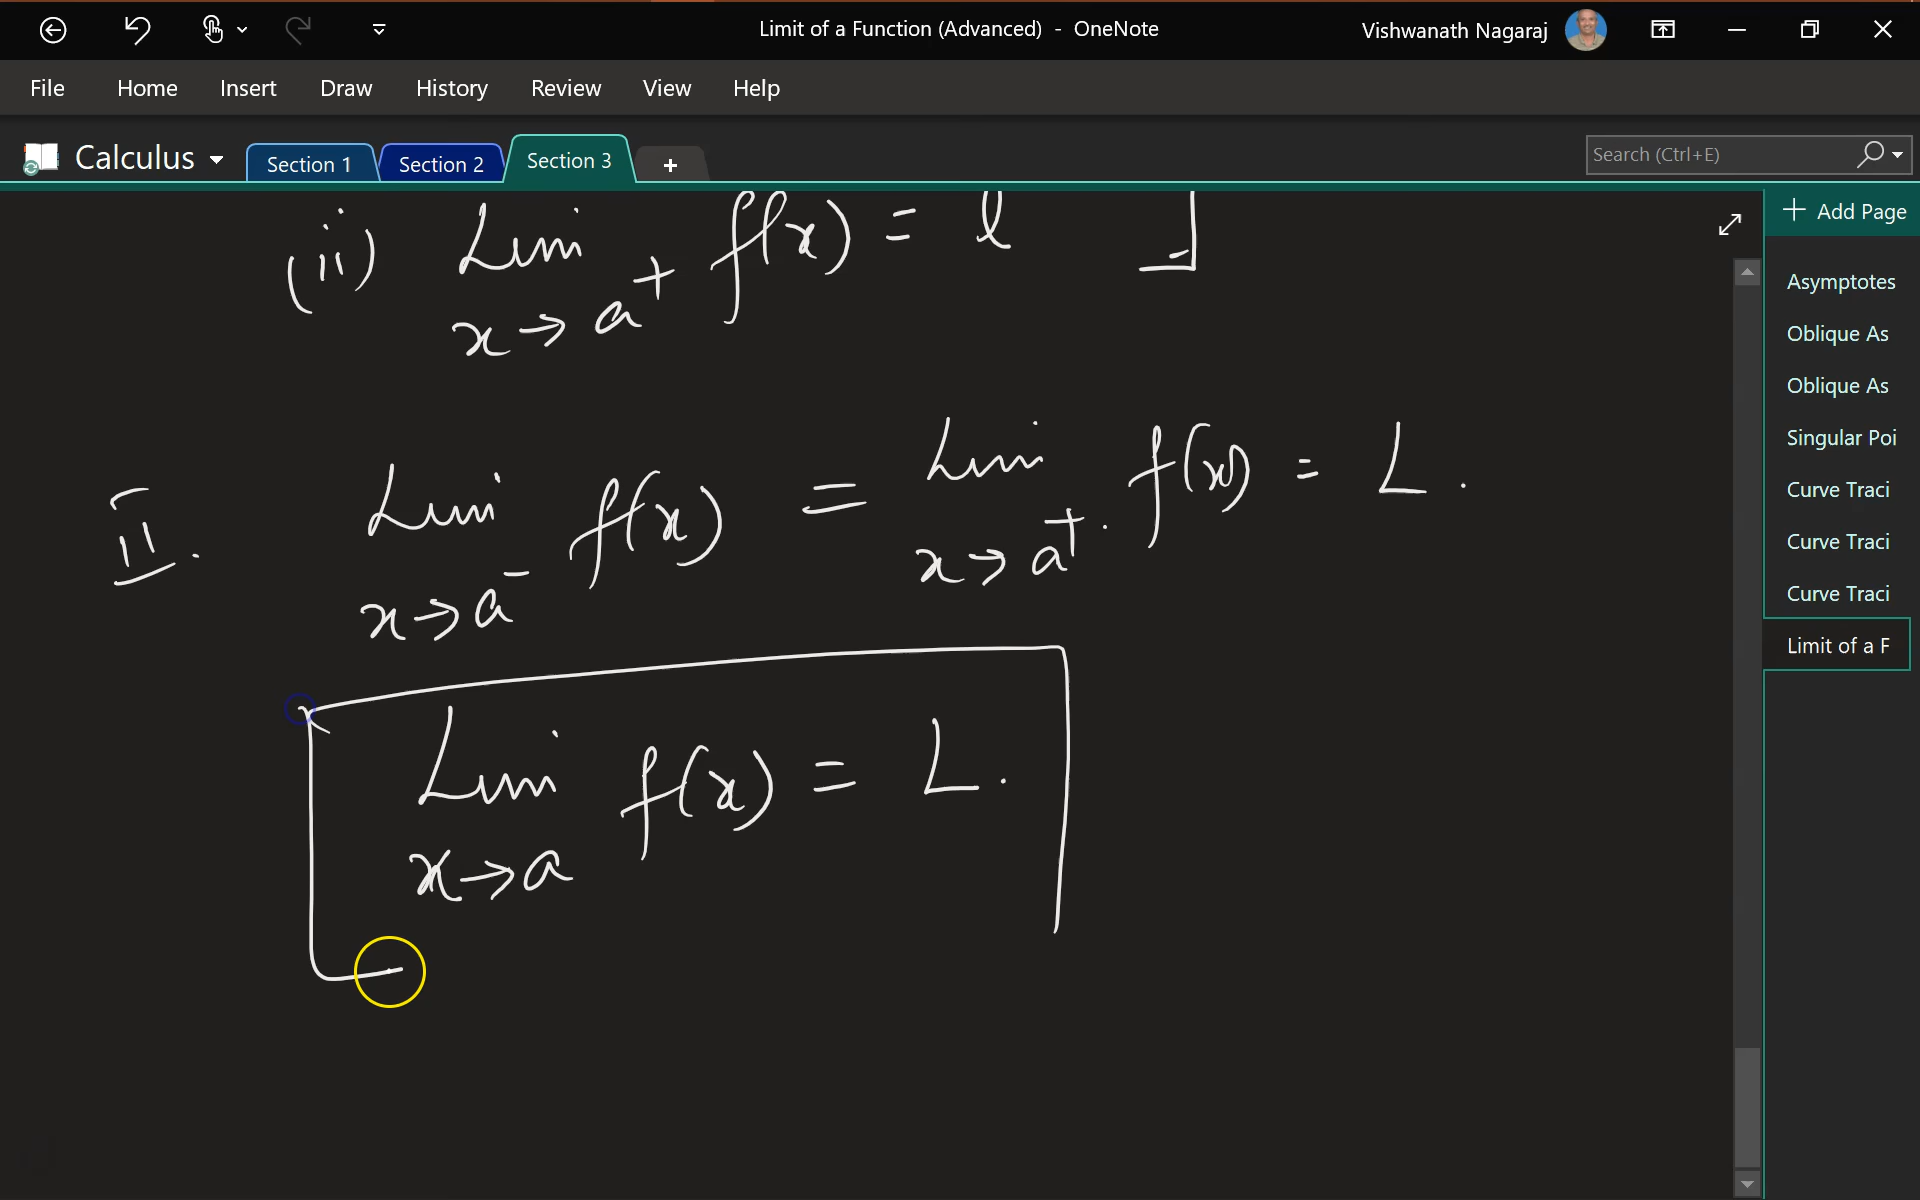 Limit of a Function (Advanced) - OneNote
Vishwanath Nagaraj
File Home Insert Draw History Review View Help
Calculus
Section 1 Section 2 Section 3 +
Search (Ctrl+E)
+ Add Page
Asymptotes
Oblique As
Oblique As
Singular Poi
Curve Traci
Curve Traci
Curve Traci
Limit of a F
(ii) Lim f(x) = l
x→a⁺
II. Lim f(x) = Lim f(x) = L.
x→a⁻ x→a⁺.
Lim f(x) = L.
x→a